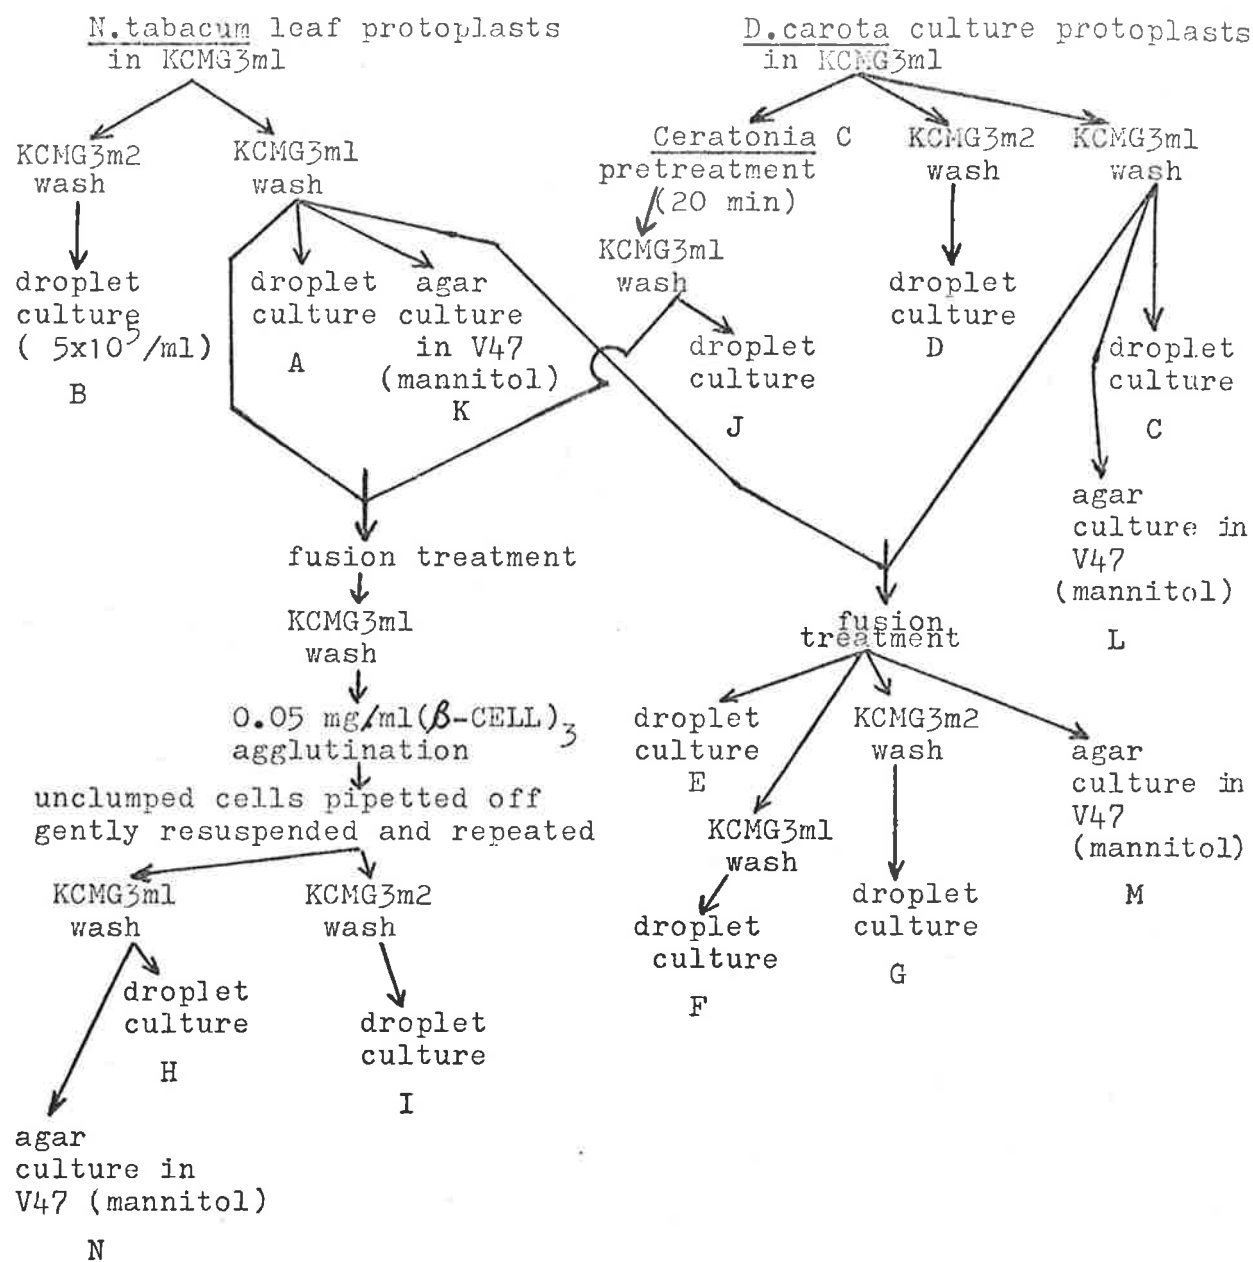 N.tabacum leaf protoplasts
in KCMG3ml
KCMG3m2
wash
droplet
culture
( 5x10⁵/ml)
B
KCMG3ml
wash
droplet
culture
A
agar
culture
in V47
(mannitol)
K
D.carota culture protoplasts
in KCMG3ml
Ceratonia C
pretreatment
(20 min)
KCMG3ml
wash
droplet
culture
J
KCMG3m2
wash
droplet
culture
D
KCMG3ml
wash
droplet
culture
C
agar
culture in
V47
(mannitol)
L
fusion treatment
KCMG3ml
wash
0.05 mg/ml(β-CELL)₃
agglutination
unclumped cells pipetted off
gently resuspended and repeated
KCMG3ml
wash
droplet
culture
H
agar
culture in
V47 (mannitol)
N
KCMG3m2
wash
droplet
culture
I
fusion
treatment
droplet
culture
E
KCMG3ml
wash
droplet
culture
F
KCMG3m2
wash
droplet
culture
G
agar
culture in
V47
(mannitol)
M